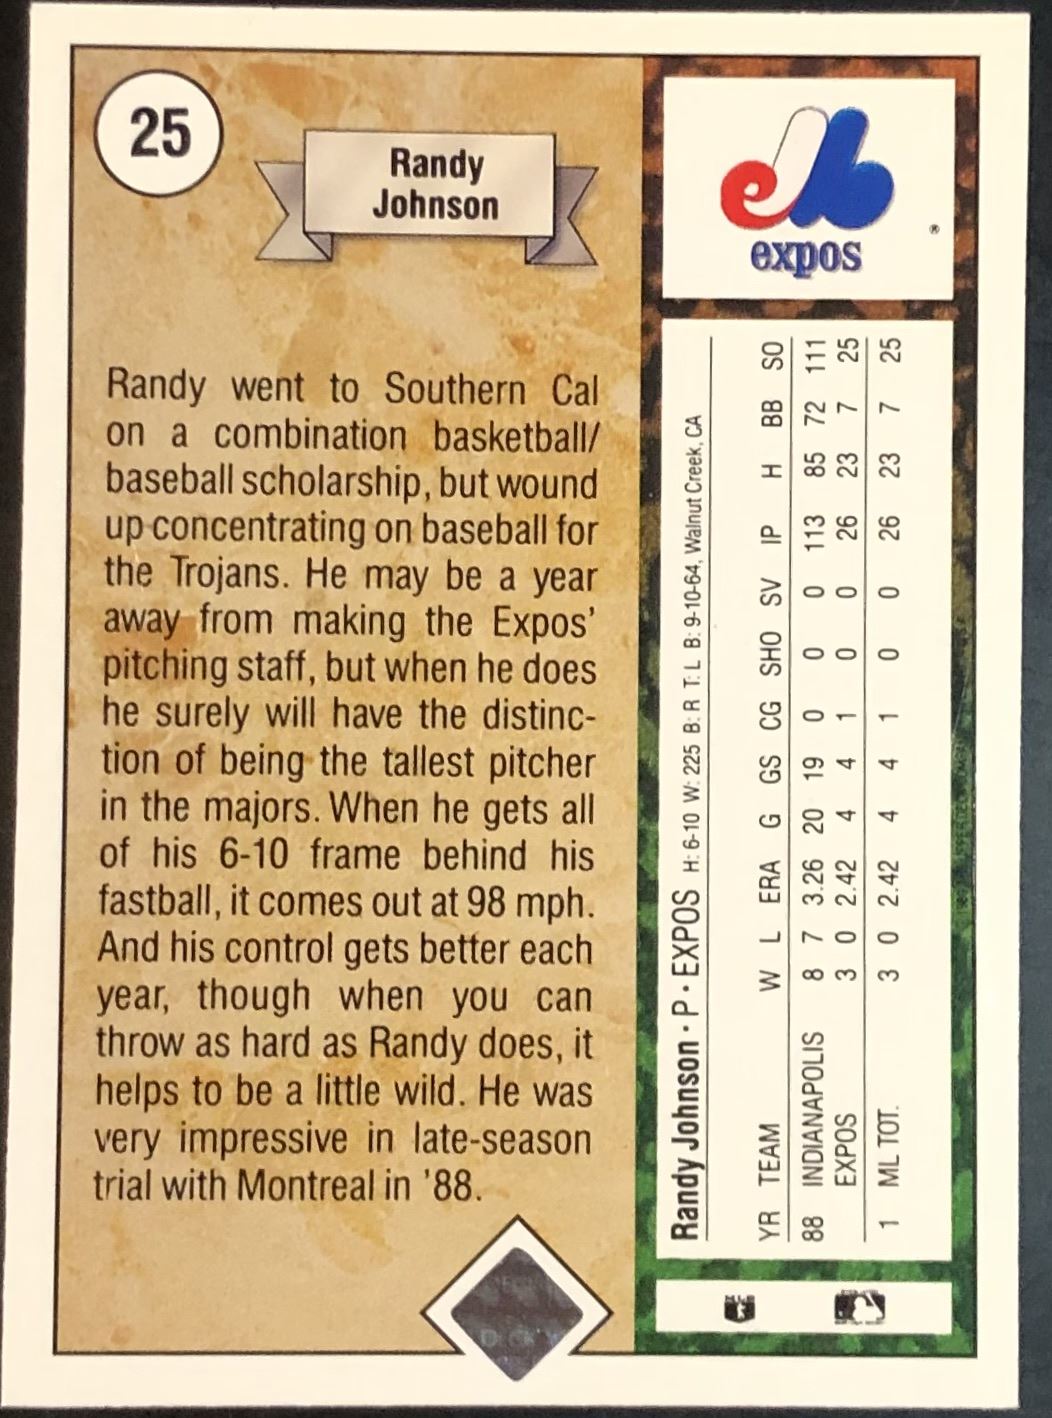 25
Randy
Johnson
expos
®
Randy went to Southern Cal
on a combination basketball/
baseball scholarship, but wound
up concentrating on baseball for
the Trojans. He may be a year
away from making the Expos'
pitching staff, but when he does
he surely will have the distinc-
tion of being the tallest pitcher
in the majors. When he gets all
of his 6-10 frame behind his
fastball, it comes out at 98 mph.
And his control gets better each
year, though when you can
throw as hard as Randy does, it
helps to be a little wild. He was
very impressive in late-season
trial with Montreal in '88.
Randy Johnson • P • EXPOS H: 6-10 W: 225 B: R T: L B: 9-10-64, Walnut Creek, CA
YR TEAM W L ERA G GS CG SHO SV IP H BB SO
88 INDIANAPOLIS 8 7 3.26 20 19 0 0 0 113 85 72 111
EXPOS 3 0 2.42 4 4 1 0 0 26 23 7 25
1 ML TOT. 3 0 2.42 4 4 1 0 0 26 23 7 25